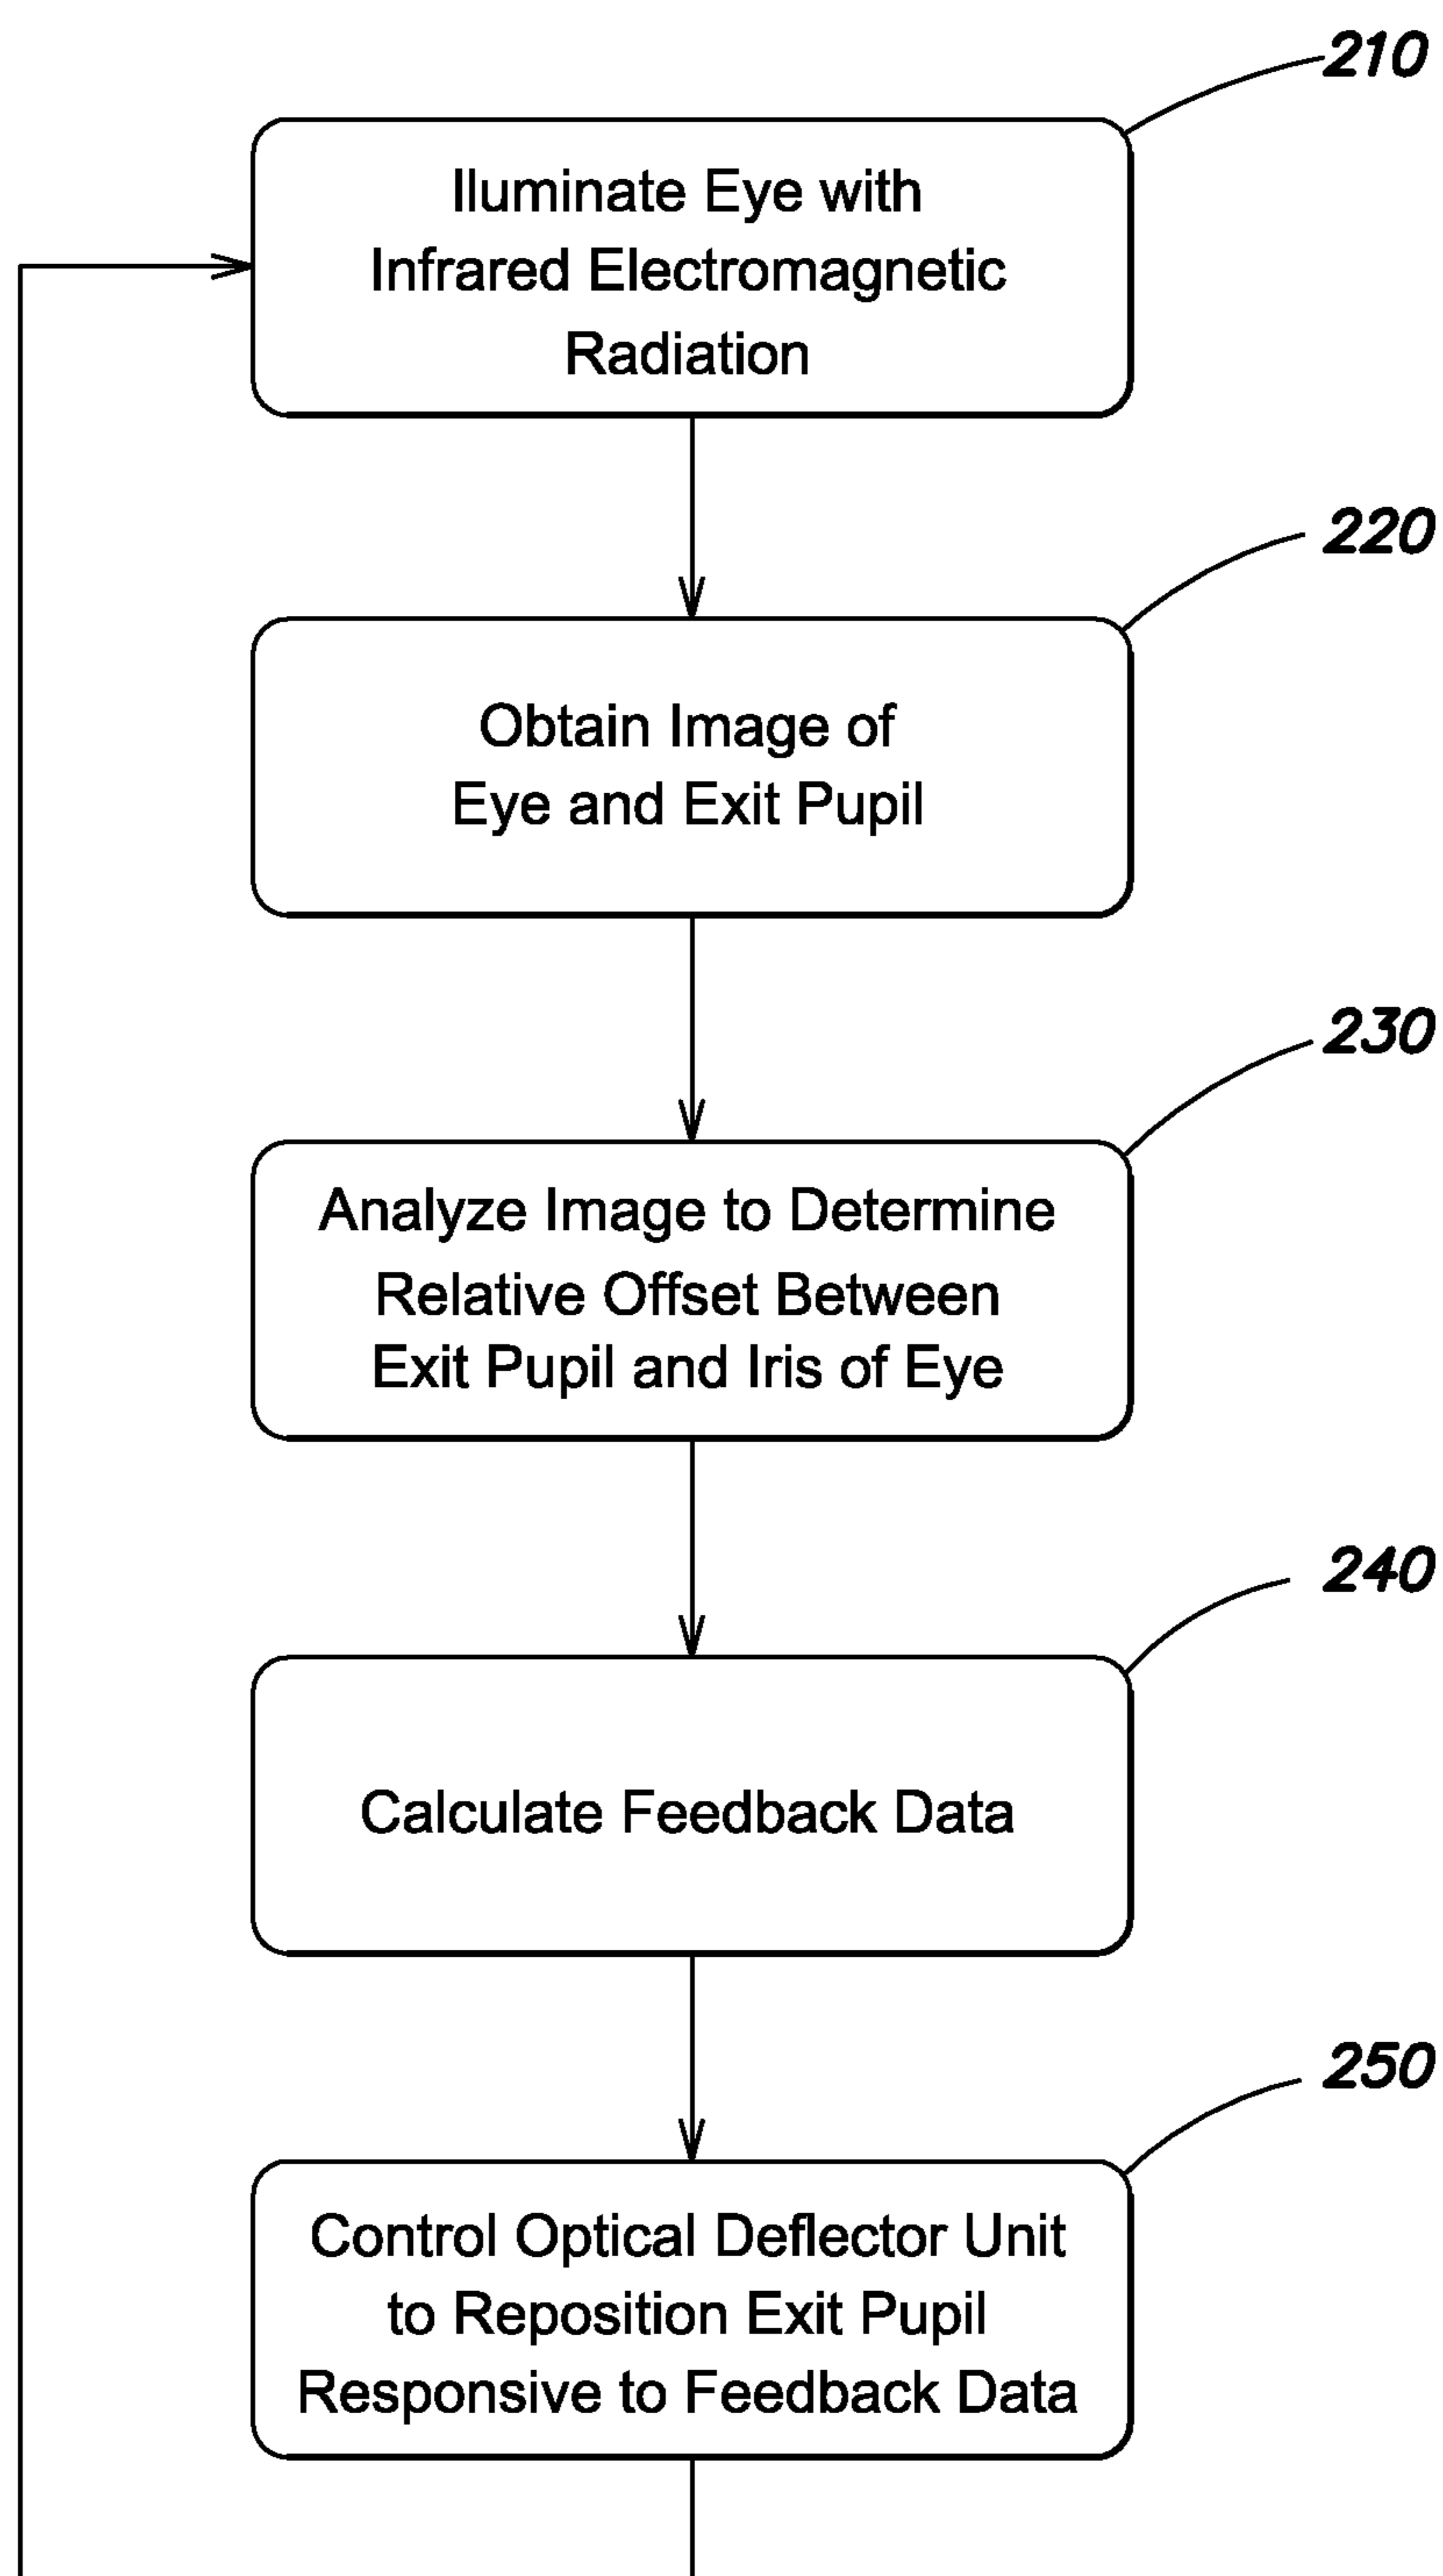 210
Iluminate Eye with
Infrared Electromagnetic
Radiation
220
Obtain Image of
Eye and Exit Pupil
230
Analyze Image to Determine
Relative Offset Between
Exit Pupil and Iris of Eye
240
Calculate Feedback Data
250
Control Optical Deflector Unit
to Reposition Exit Pupil
Responsive to Feedback Data